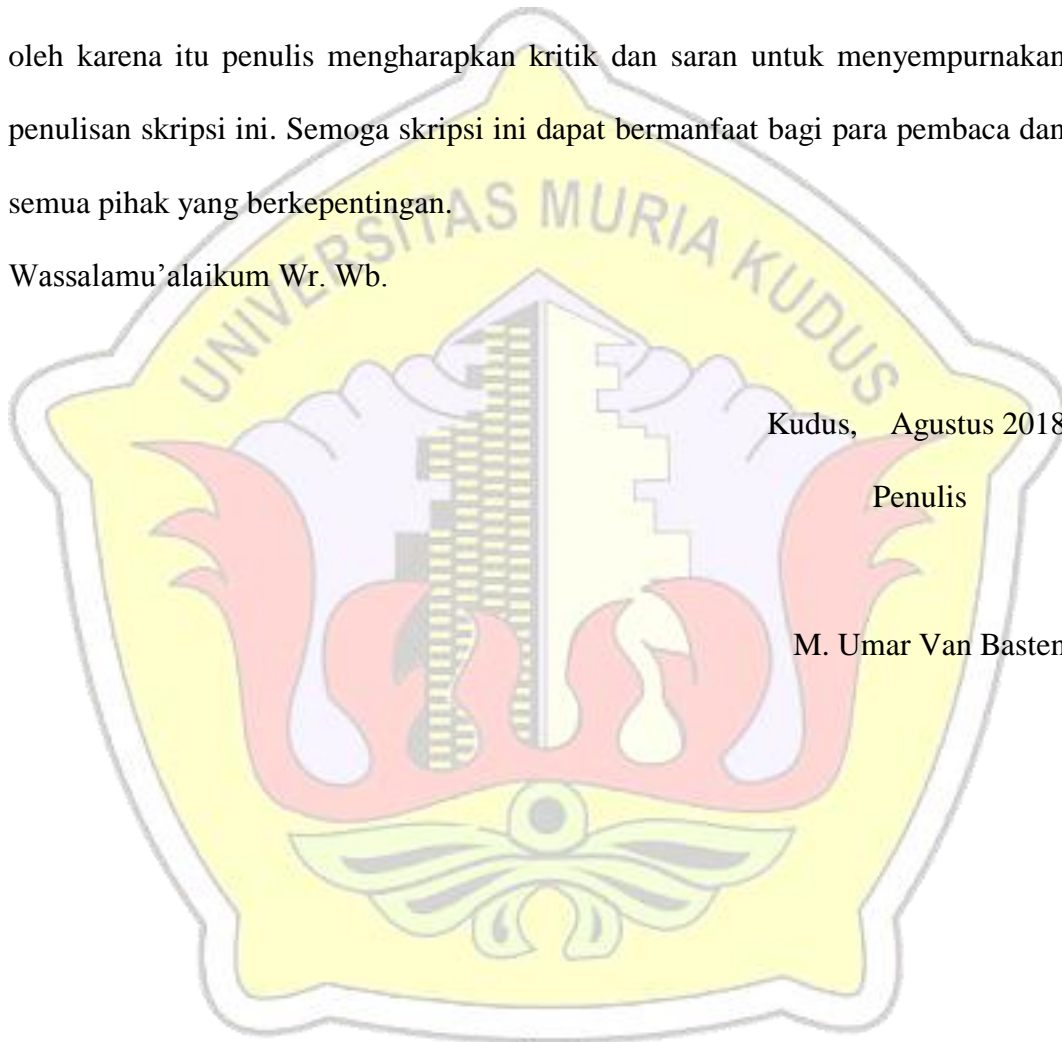 oleh karena itu penulis mengharapkan kritik dan saran untuk menyempurnakan
penulisan skripsi ini. Semoga skripsi ini dapat bermanfaat bagi para pembaca dan
semua pihak yang berkepentingan.
Wassalamu’alaikum Wr. Wb.
UNIVERSITAS MURIA KUDUS
Kudus, Agustus 2018
Penulis
M. Umar Van Basten